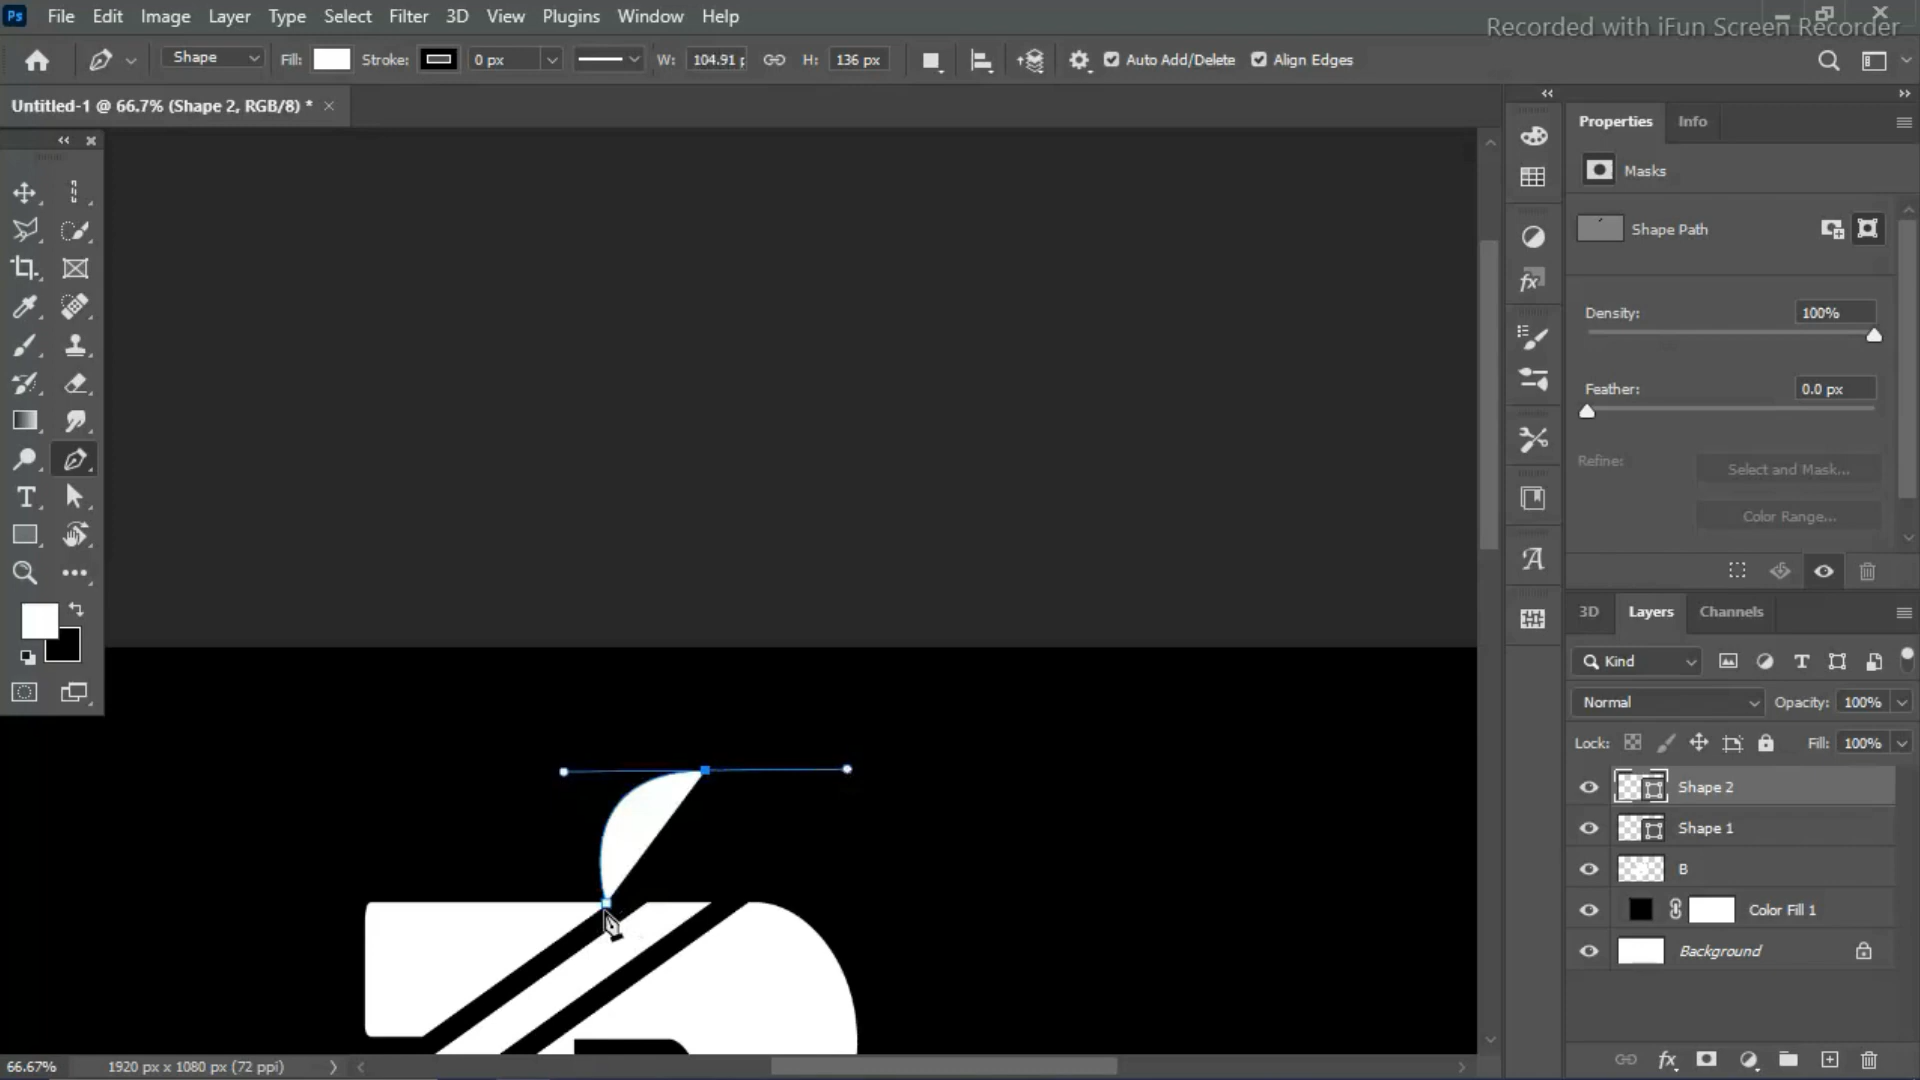 Ps File Edit Image Layer Type Select Filter 3D View Plugins Window Help
Recorded with iFun Screen Recorder
Shape Fill: Stroke: 0 px W: 104.91 H: 136 px Auto Add/Delete Align Edges
Untitled-1 @ 66.7% (Shape 2, RGB/8) *
Properties Info
Masks
Shape Path
Density: 100%
Feather: 0.0 px
Refine: Select and Mask...
Color Range...
3D Layers Channels
Kind
Normal Opacity: 100%
Lock: Fill: 100%
Shape 2
Shape 1
B
Color Fill 1
Background
66.67% 1920 px x 1080 px (72 ppi)